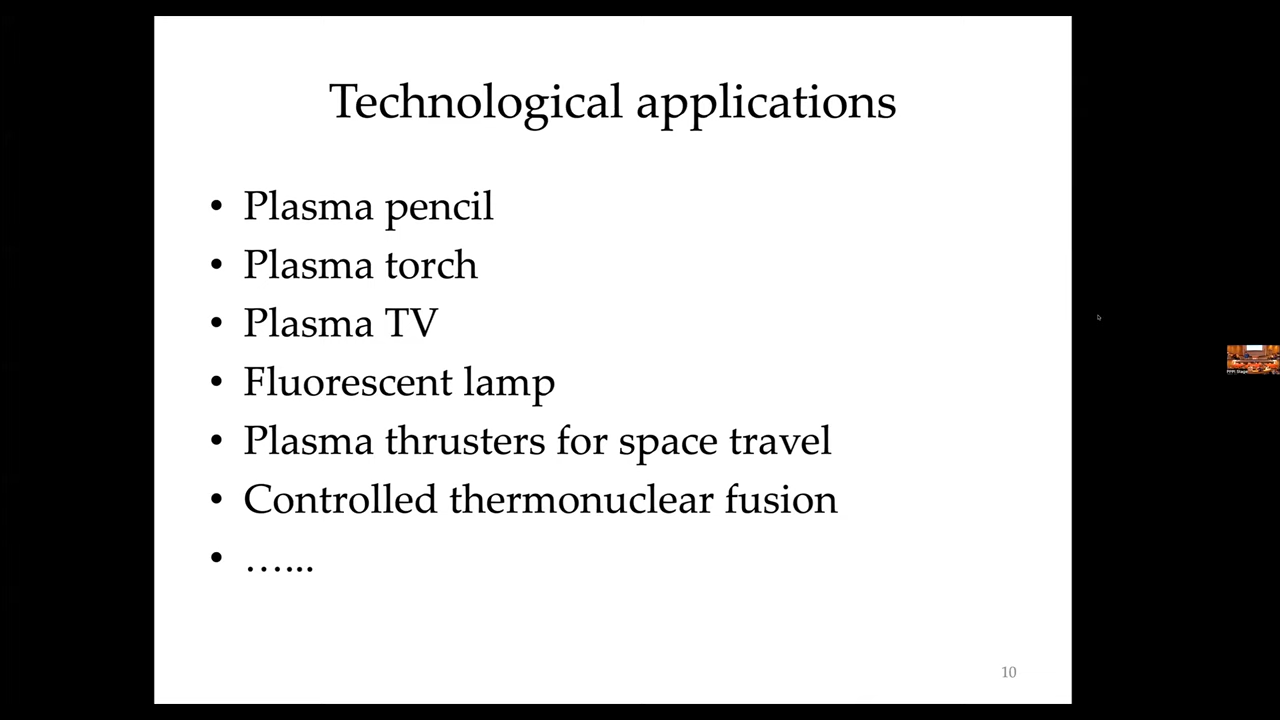 Technological applications
• Plasma pencil
• Plasma torch
• Plasma TV
• Fluorescent lamp
• Plasma thrusters for space travel
• Controlled thermonuclear fusion
• …...
10